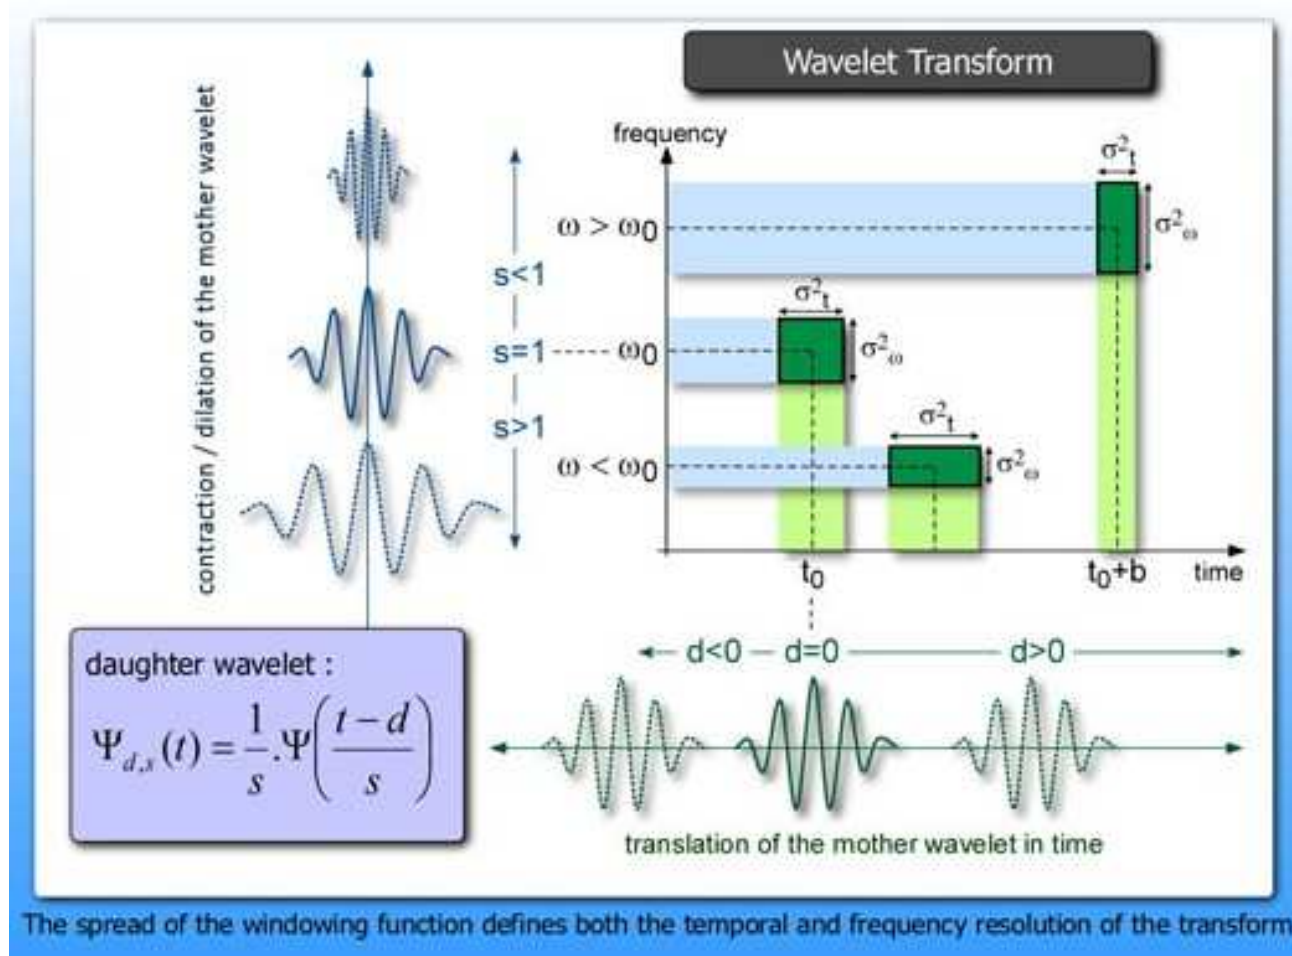 Wavelet Transform
contraction / dilation of the mother wavelet
s<1
s=1
s>1
frequency
ω > ω0
ω0
ω < ω0
σ²t
σ²ω
σ²t
σ²ω
σ²t
σ²ω
t0
t0+b
time
d<0
d=0
d>0
translation of the mother wavelet in time
daughter wavelet :
Ψd,s(t) = 1/s .Ψ((t−d)/s)
The spread of the windowing function defines both the temporal and frequency resolution of the transform